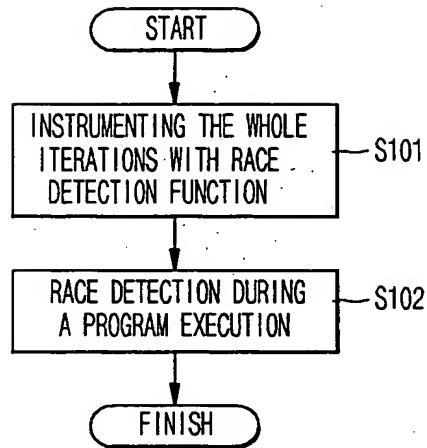 START
INSTRUMENTING THE WHOLE
ITERATIONS WITH RACE
DETECTION FUNCTION
S101
RACE DETECTION DURING
A PROGRAM EXECUTION
S102
FINISH